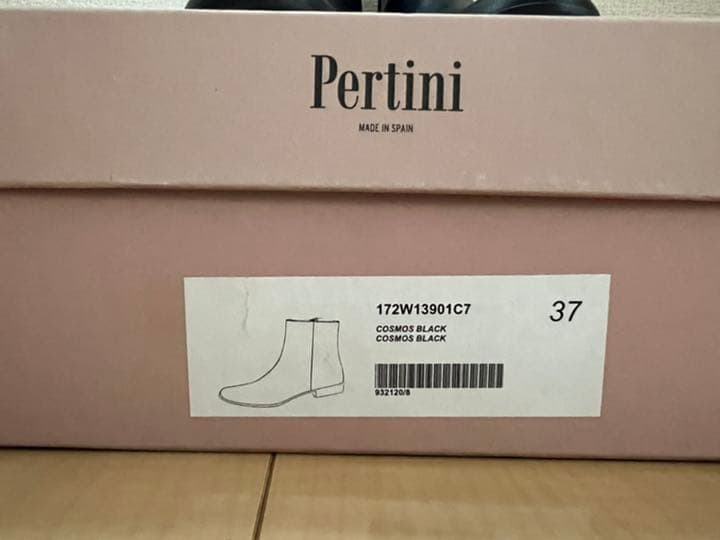 Pertini
MADE IN SPAIN
172W13901C7
37
COSMOS BLACK
COSMOS BLACK
932120/8